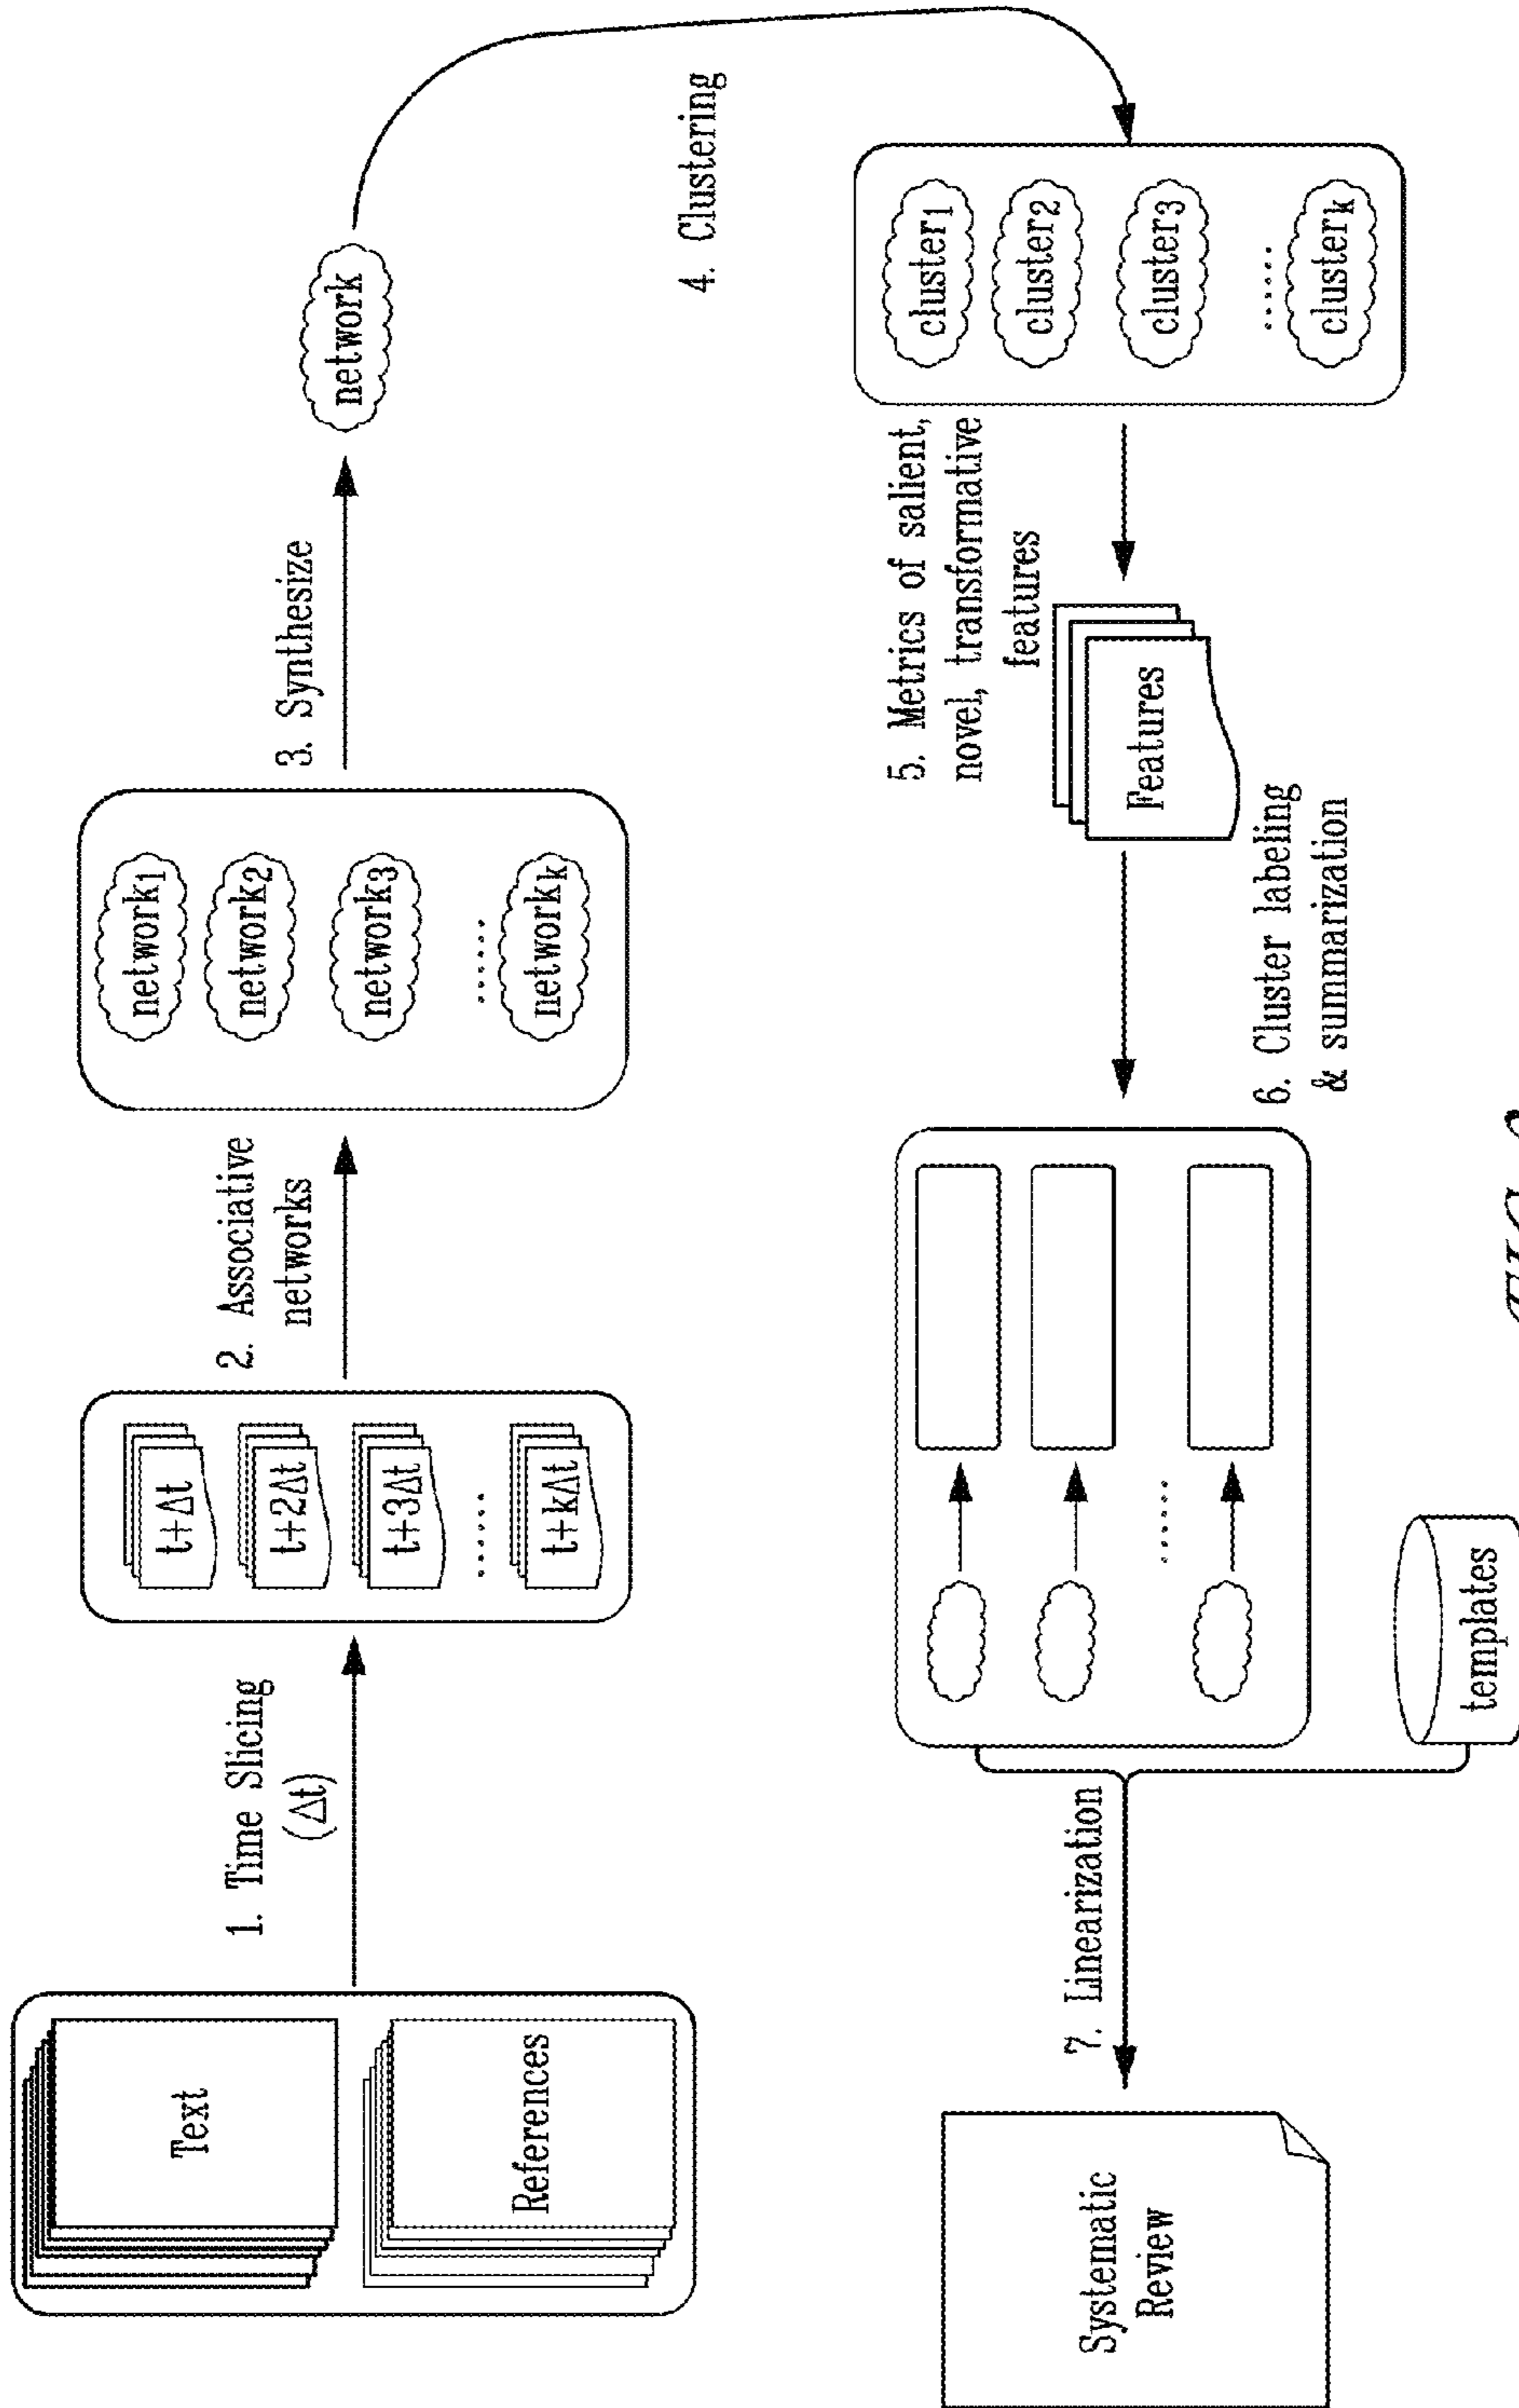 Text
References
1. Time Slicing
(Δt)
t+Δt
t+2Δt
t+3Δt
......
t+kΔt
2. Associative
networks
network1
network2
network3
......
networkk
3. Synthesize
network
4. Clustering
cluster1
cluster2
cluster3
......
clusterk
5. Metrics of salient,
novel, transformative
features
Features
6. Cluster labeling
& summarization
......
templates
7. Linearization
Systematic
Review